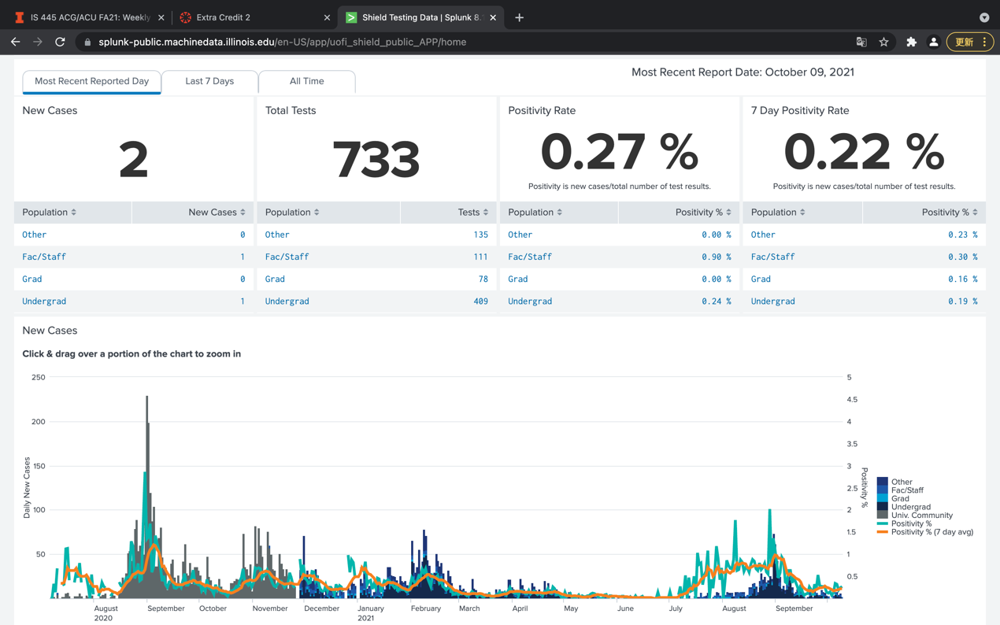 IS 445 ACG/ACU FA21: Weekly
Extra Credit 2
Shield Testing Data | Splunk 8.
splunk-public.machinedata.illinois.edu/en-US/app/uofi_shield_public_APP/home
更新
Most Recent Reported Day Last 7 Days All Time
Most Recent Report Date: October 09, 2021
New Cases Total Tests Positivity Rate 7 Day Positivity Rate
2 733 0.27 % 0.22 %
Positivity is new cases/total number of test results. Positivity is new cases/total number of test results.
Population New Cases Population Tests Population Positivity % Population Positivity %
Other 0 Other 135 Other 0.00 % Other 0.23 %
Fac/Staff 1 Fac/Staff 111 Fac/Staff 0.90 % Fac/Staff 0.30 %
Grad 0 Grad 78 Grad 0.00 % Grad 0.16 %
Undergrad 1 Undergrad 409 Undergrad 0.24 % Undergrad 0.19 %
New Cases
Click & drag over a portion of the chart to zoom in
250 5
4.5
200 4
3.5
150 3
2.5
100 2
1.5
50 1
0.5
Daily New Cases
Positivity %
Other
Fac/Staff
Grad
Undergrad
Univ. Community
Positivity %
Positivity % (7 day avg)
August September October November December January February March April May June July August September
2020 2021